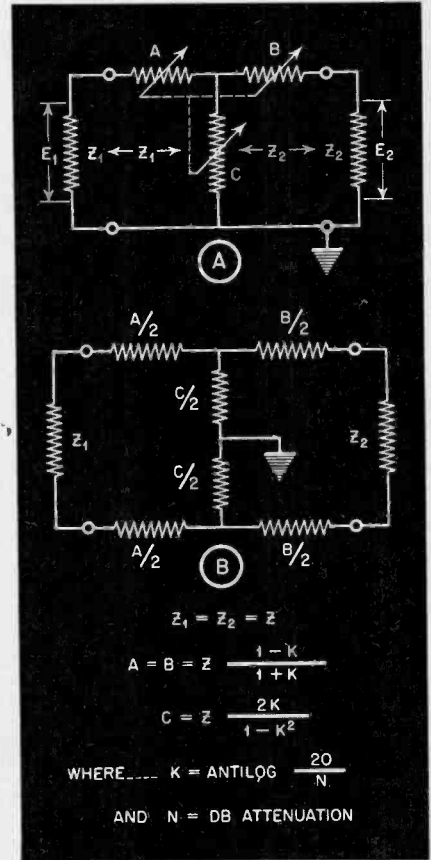 A B
E₁ Z₁ Z₁ Z₂ Z₂ E₂
C
A
A/2 B/2
C/2
Z₁ Z₂
C/2
A/2 B/2
B
Z₁ = Z₂ = Z
A = B = Z (1 - K)/(1 + K)
C = Z 2K/(1 - K²)
WHERE____ K = ANTILOG 20/N
AND N = DB ATTENUATION